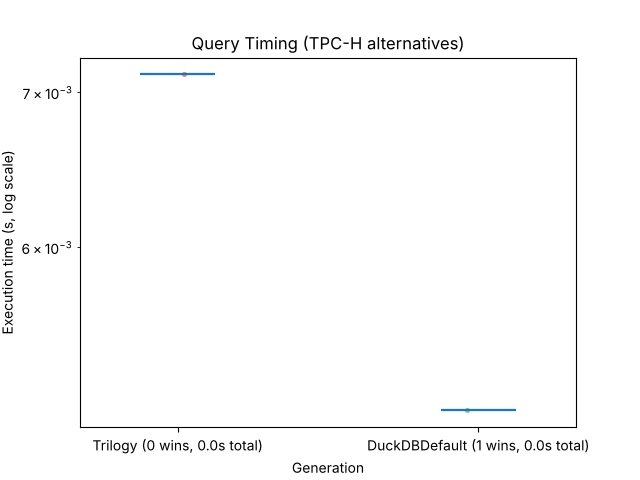 Query Timing (TPC-H alternatives)
7 × 10⁻³
6 × 10⁻³
Execution time (s, log scale)
Trilogy (0 wins, 0.0s total)
DuckDBDefault (1 wins, 0.0s total)
Generation